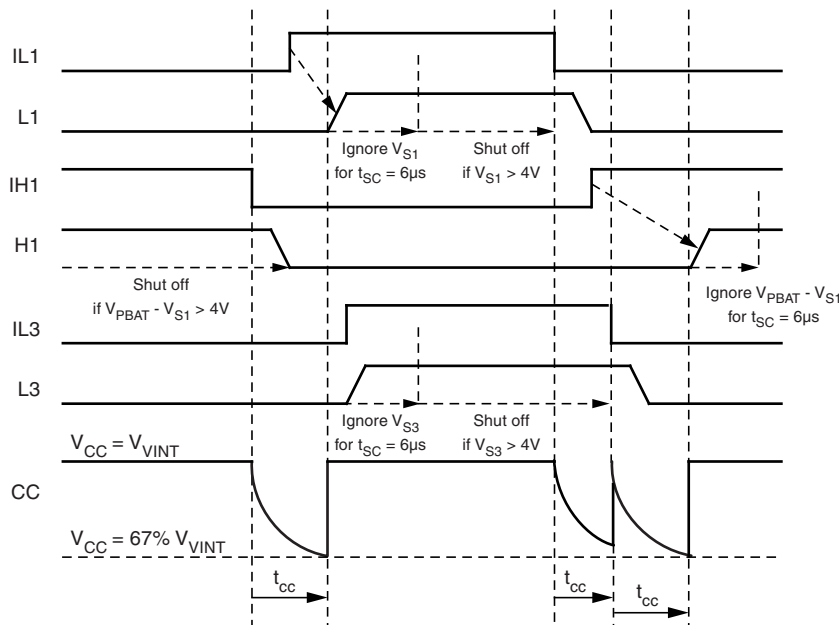 IL1
L1
Ignore VS1
for tSC = 6µs
Shut off
if VS1 > 4V
IH1
H1
Shut off
if VPBAT - VS1 > 4V
Ignore VPBAT - VS1
for tSC = 6µs
IL3
L3
Ignore VS3
for tSC = 6µs
Shut off
if VS3 > 4V
VCC = VVINT
CC
VCC = 67% VVINT
tcc
tcc
tcc